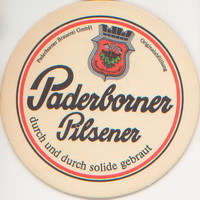 Paderborner Brauerei GmbH
Originalabfüllung
Paderborner
Pilsener
durch und durch solide gebraut